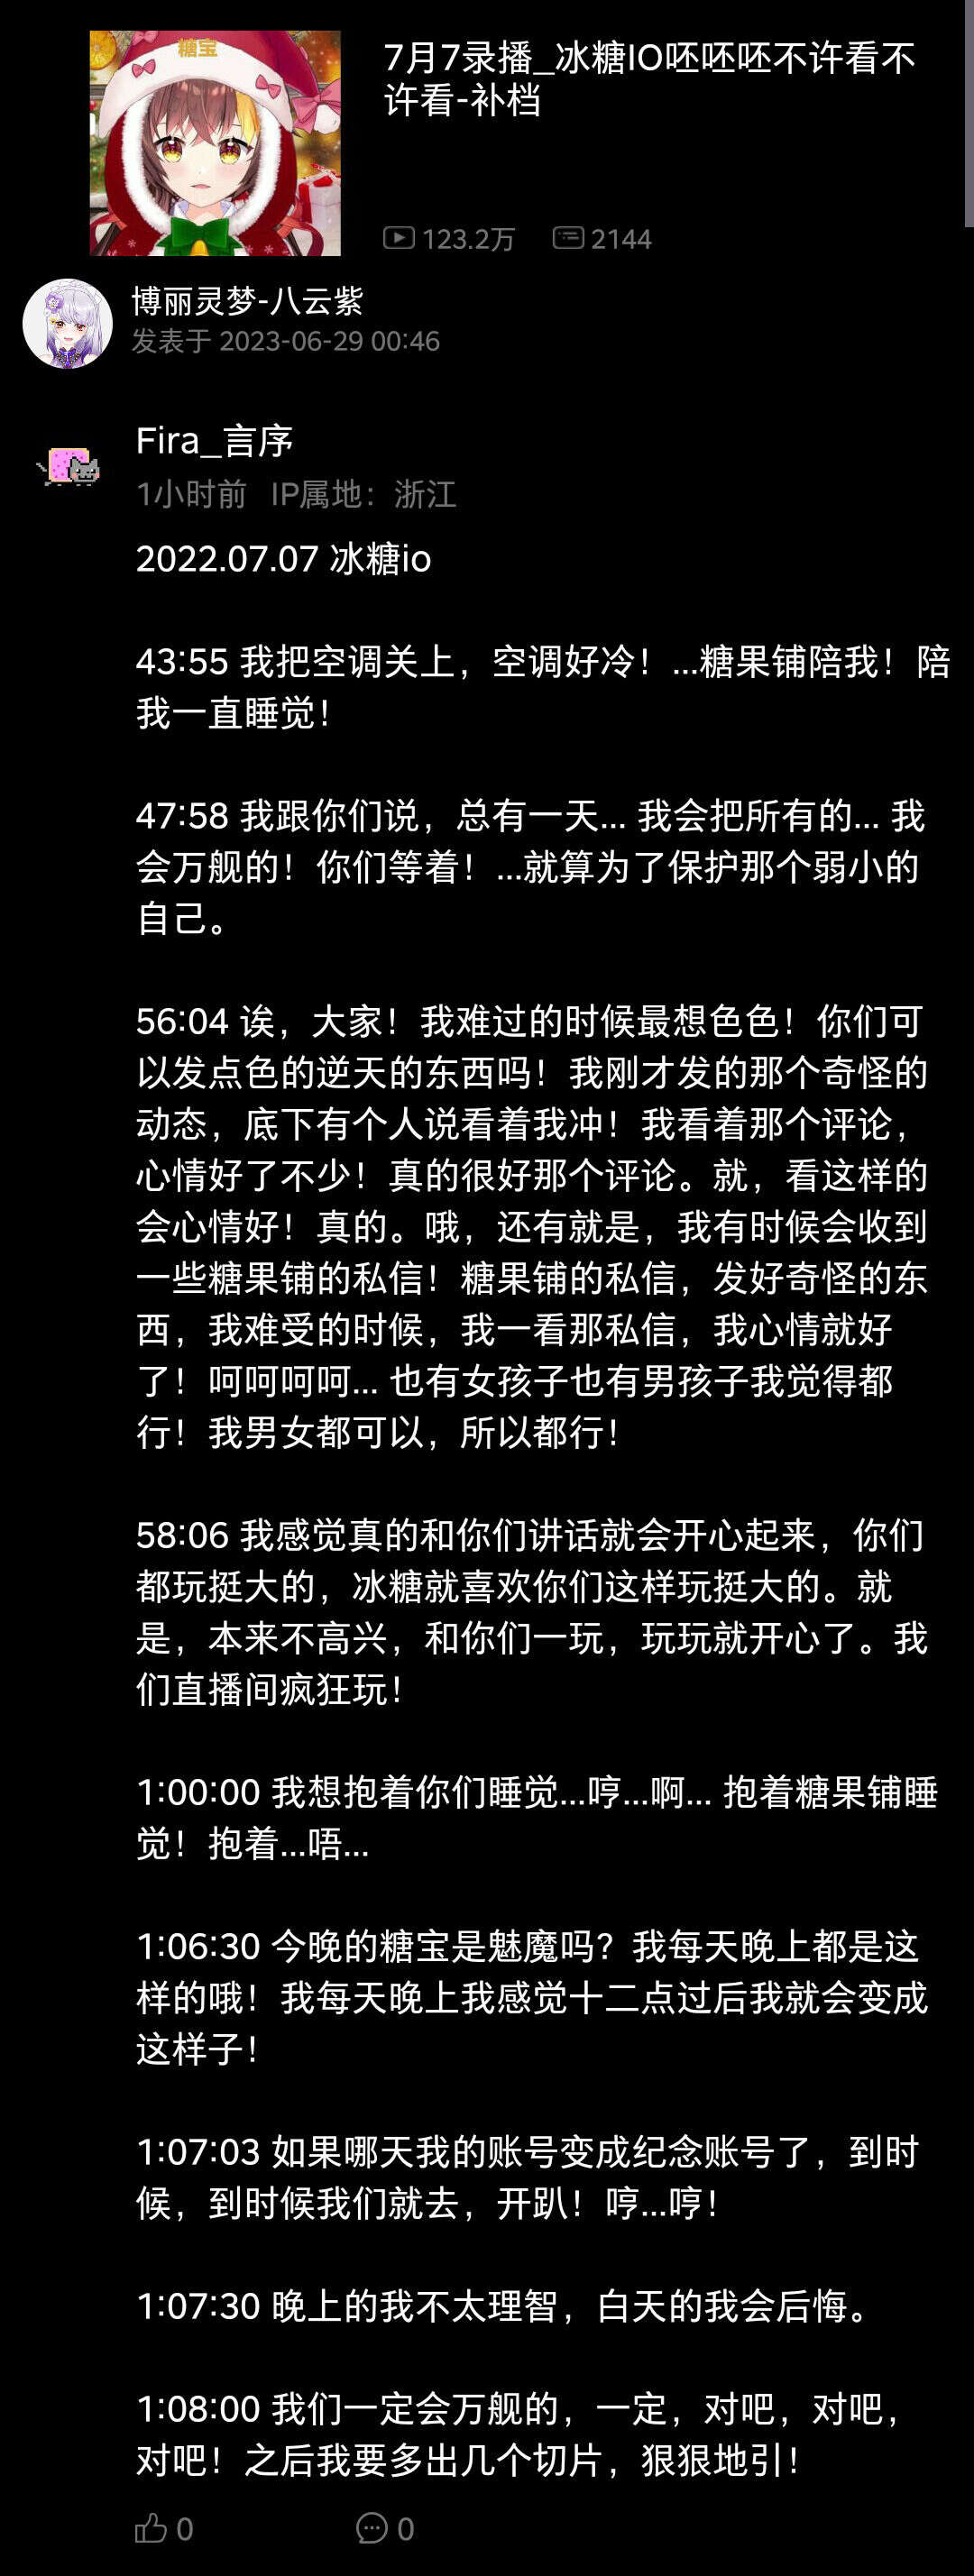 糖宝
7月7录播_冰糖IO呸呸呸不许看不
许看-补档
123.2万 2144
博丽灵梦-八云紫
发表于 2023-06-29 00:46
Fira_言序
1小时前 IP属地：浙江
2022.07.07 冰糖io
43:55 我把空调关上，空调好冷！...糖果铺陪我！陪
我一直睡觉！
47:58 我跟你们说，总有一天... 我会把所有的... 我
会万舰的！你们等着！...就算为了保护那个弱小的
自己。
56:04 诶，大家！我难过的时候最想色色！你们可
以发点色的逆天的东西吗！我刚才发的那个奇怪的
动态，底下有个人说看着我冲！我看着那个评论，
心情好了不少！真的很好那个评论。就，看这样的
会心情好！真的。哦，还有就是，我有时候会收到
一些糖果铺的私信！糖果铺的私信，发好奇怪的东
西，我难受的时候，我一看那私信，我心情就好
了！呵呵呵呵... 也有女孩子也有男孩子我觉得都
行！我男女都可以，所以都行！
58:06 我感觉真的和你们讲话就会开心起来，你们
都玩挺大的，冰糖就喜欢你们这样玩挺大的。就
是，本来不高兴，和你们一玩，玩玩就开心了。我
们直播间疯狂玩！
1:00:00 我想抱着你们睡觉...哼...啊... 抱着糖果铺睡
觉！抱着...唔...
1:06:30 今晚的糖宝是魅魔吗？我每天晚上都是这
样的哦！我每天晚上我感觉十二点过后我就会变成
这样子！
1:07:03 如果哪天我的账号变成纪念账号了，到时
候，到时候我们就去，开趴！哼...哼！
1:07:30 晚上的我不太理智，白天的我会后悔。
1:08:00 我们一定会万舰的，一定，对吧，对吧，
对吧！之后我要多出几个切片，狠狠地引！
0 0